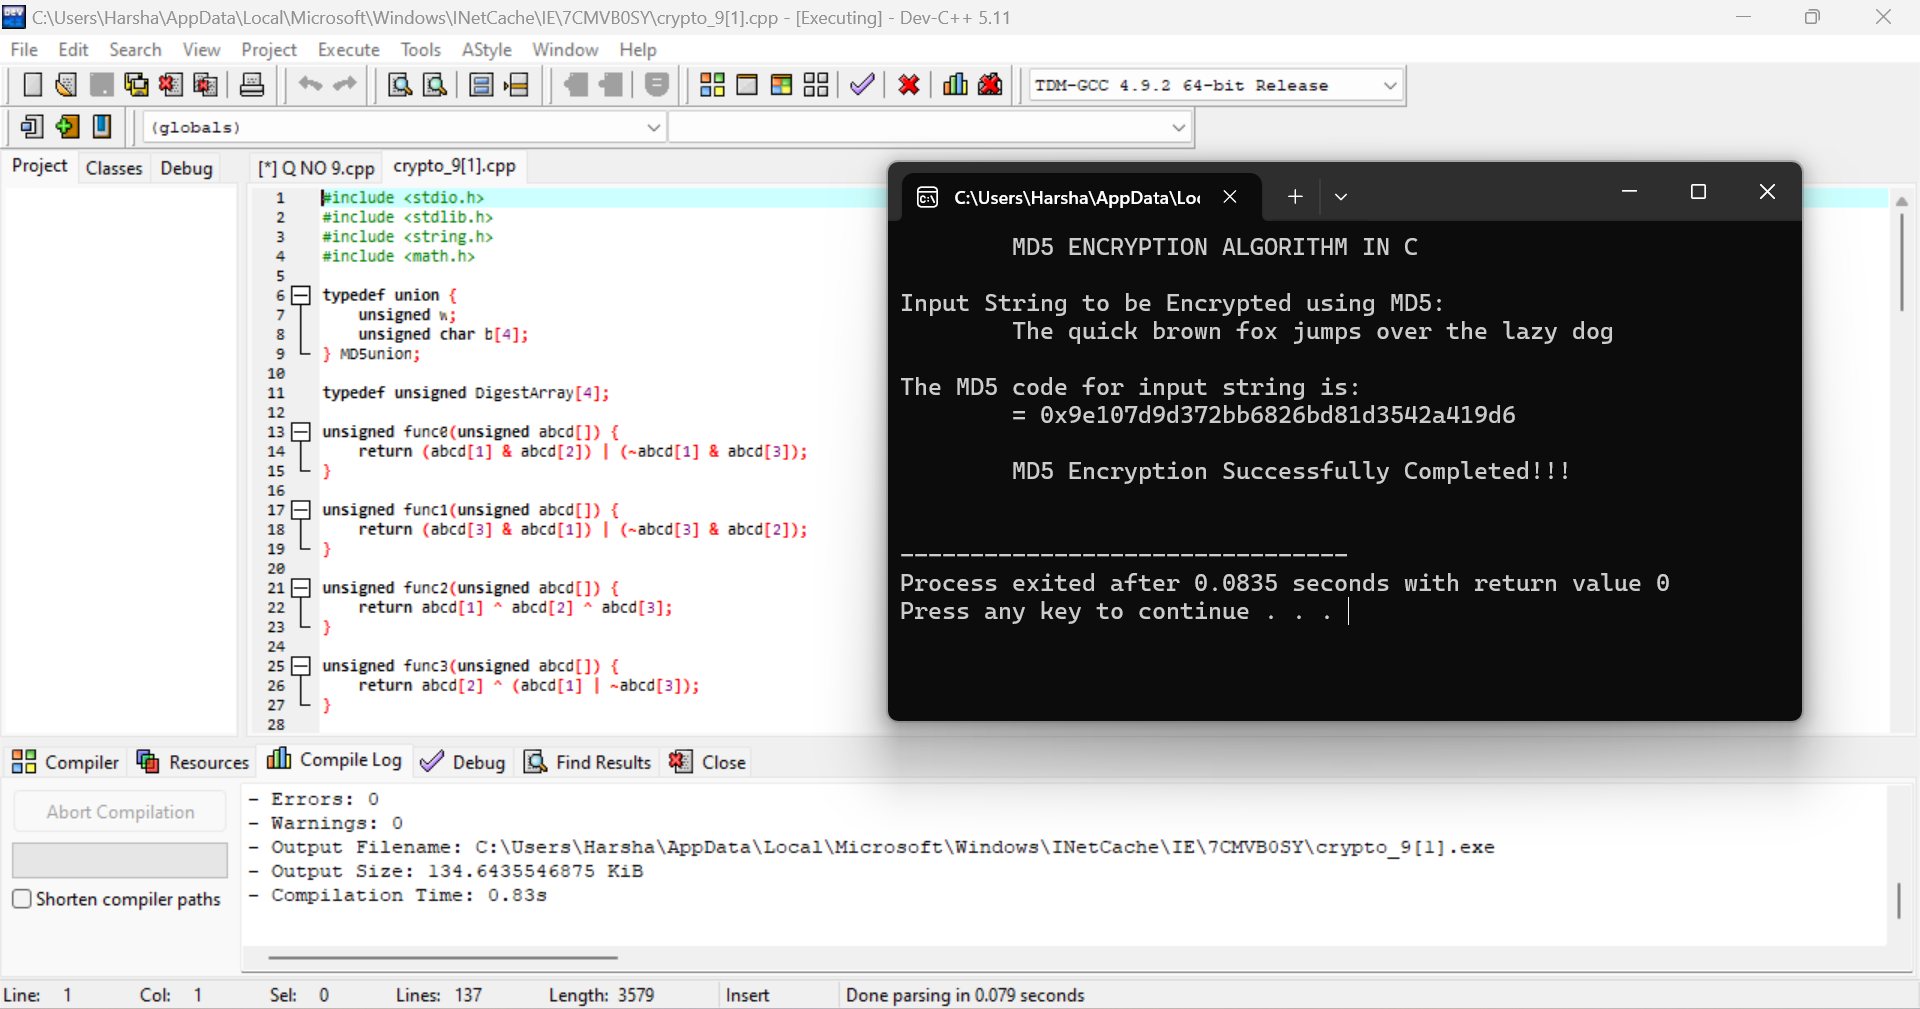 C:\Users\Harsha\AppData\Local\Microsoft\Windows\INetCache\IE\7CMVB0SY\crypto_9[1].cpp - [Executing] - Dev-C++ 5.11
File Edit Search View Project Execute Tools AStyle Window Help
TDM-GCC 4.9.2 64-bit Release
(globals)
Project Classes Debug
[*] Q NO 9.cpp crypto_9[1].cpp
1 #include <stdio.h>
2 #include <stdlib.h>
3 #include <string.h>
4 #include <math.h>
5
6 typedef union {
7 unsigned w;
8 unsigned char b[4];
9 } MD5union;
10
11 typedef unsigned DigestArray[4];
12
13 unsigned func0(unsigned abcd[]) {
14 return (abcd[1] & abcd[2]) | (~abcd[1] & abcd[3]);
15 }
16
17 unsigned func1(unsigned abcd[]) {
18 return (abcd[3] & abcd[1]) | (~abcd[3] & abcd[2]);
19 }
20
21 unsigned func2(unsigned abcd[]) {
22 return abcd[1] ^ abcd[2] ^ abcd[3];
23 }
24
25 unsigned func3(unsigned abcd[]) {
26 return abcd[2] ^ (abcd[1] | ~abcd[3]);
27 }
28
C:\Users\Harsha\AppData\Loc
MD5 ENCRYPTION ALGORITHM IN C
Input String to be Encrypted using MD5:
The quick brown fox jumps over the lazy dog
The MD5 code for input string is:
= 0x9e107d9d372bb6826bd81d3542a419d6
MD5 Encryption Successfully Completed!!!
--------------------------------
Process exited after 0.0835 seconds with return value 0
Press any key to continue . . .
Compiler Resources Compile Log Debug Find Results Close
Abort Compilation
Shorten compiler paths
- Errors: 0
- Warnings: 0
- Output Filename: C:\Users\Harsha\AppData\Local\Microsoft\Windows\INetCache\IE\7CMVB0SY\crypto_9[1].exe
- Output Size: 134.6435546875 KiB
- Compilation Time: 0.83s
Line: 1 Col: 1 Sel: 0 Lines: 137 Length: 3579 Insert Done parsing in 0.079 seconds